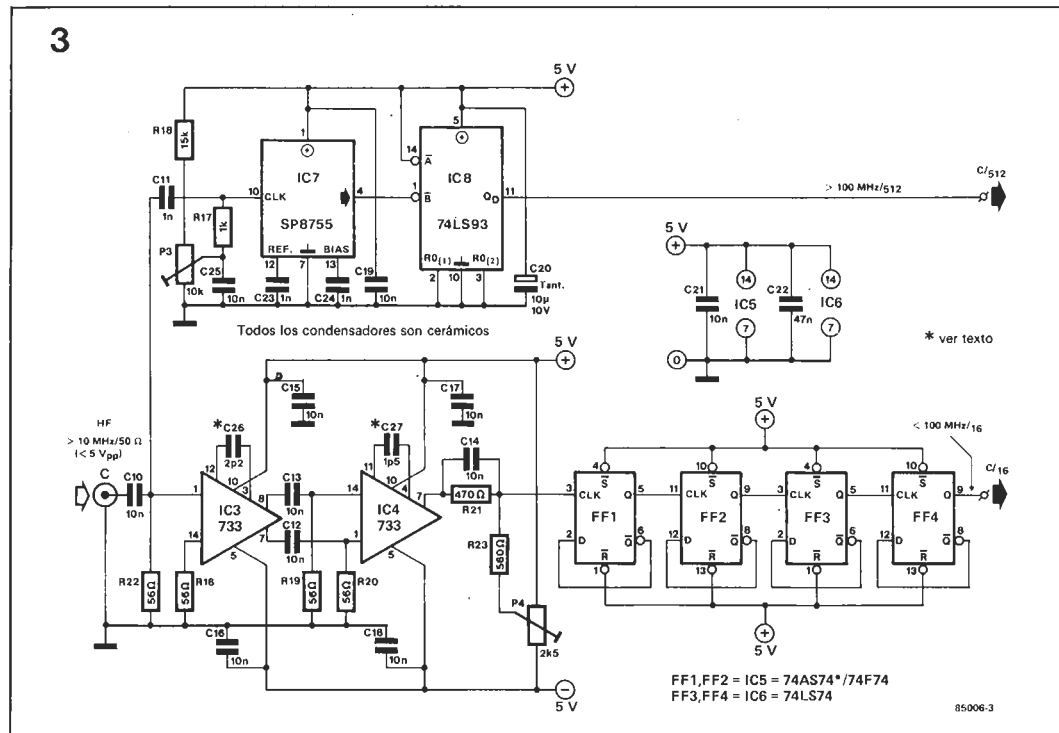 3
5 V
R18
15k
1
5
14
A
IC7
IC8
C11
1n
10
CLK
4
1
B
QD
11
> 100 MHz/512
C/512
R17
1k
SP8755
74LS93
5 V
P3
10k
REF.
BIAS
12
7
13
C19
10n
R0(1)
R0(2)
2
10
3
C20
Tant.
10µ
10V
C25
10n
C23
1n
C24
1n
C21
10n
14
IC5
7
C22
47n
14
IC6
7
0
* ver texto
Todos los condensadores son cerámicos
5 V
D
C15
10n
C17
10n
HF
> 10 MHz/50 Ω
(< 5 Vpp)
C
C10
10n
*
C26
2p2
12
10
3
1
IC3
733
14
8
7
5
C13
10n
C12
10n
*
C27
1p5
11
10
4
14
IC4
733
1
7
5
C14
10n
470 Ω
R21
5 V
< 100 MHz/16
C/16
4
S
3
CLK
Q
5
FF1
2
D
Q
6
R
1
10
S
11
CLK
Q
9
FF2
12
D
Q
8
R
13
4
S
3
CLK
Q
5
FF3
2
D
Q
6
R
1
10
S
11
CLK
Q
9
FF4
12
D
Q
8
R
13
R23
560Ω
R22
56Ω
R16
56Ω
R19
56Ω
R20
56Ω
P4
2k5
C16
10n
C18
10n
5 V
5 V
FF1,FF2 = IC5 = 74AS74*/74F74
FF3,FF4 = IC6 = 74LS74
85006-3